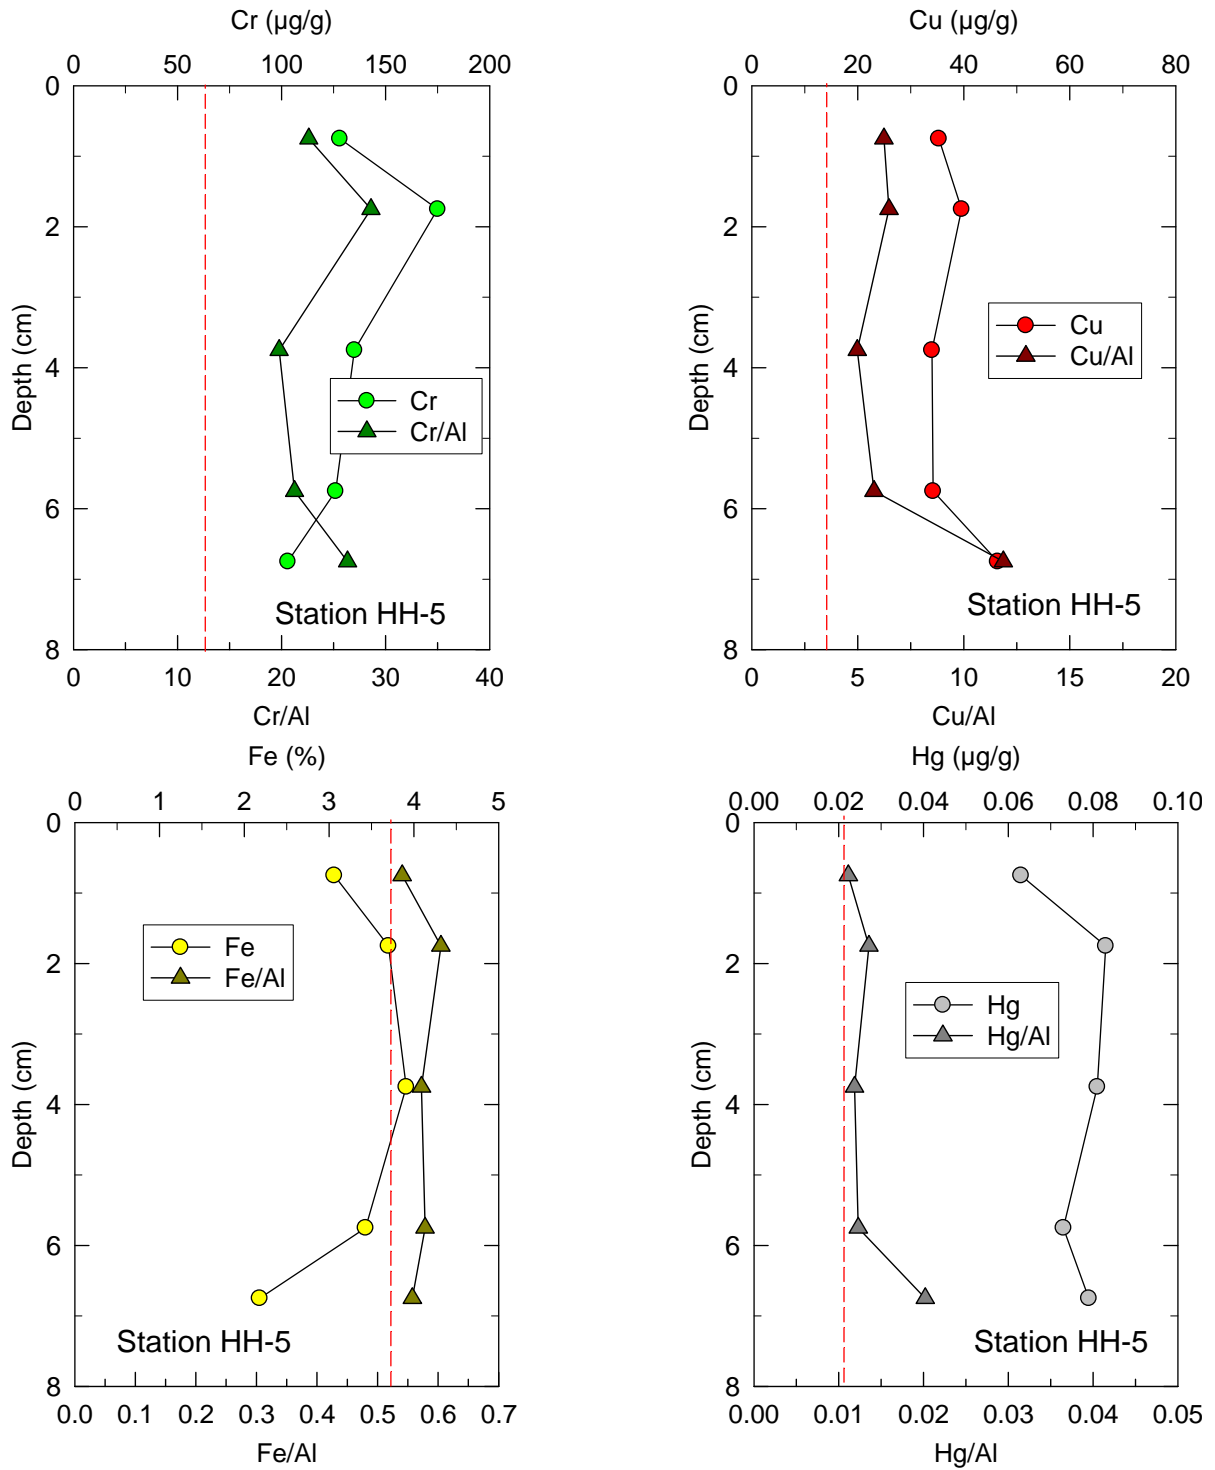 Cr (µg/g)
0 50 100 150 200
0
2
4
6
8
Depth (cm)
Cr
Cr/Al
Station HH-5
0 10 20 30 40
Cr/Al
Cu (µg/g)
0 20 40 60 80
0
2
4
6
8
Depth (cm)
Cu
Cu/Al
Station HH-5
0 5 10 15 20
Cu/Al
Fe (%)
0 1 2 3 4 5
0
2
4
6
8
Depth (cm)
Fe
Fe/Al
Station HH-5
0.0 0.1 0.2 0.3 0.4 0.5 0.6 0.7
Fe/Al
Hg (µg/g)
0.00 0.02 0.04 0.06 0.08 0.10
0
2
4
6
8
Depth (cm)
Hg
Hg/Al
Station HH-5
0.00 0.01 0.02 0.03 0.04 0.05
Hg/Al